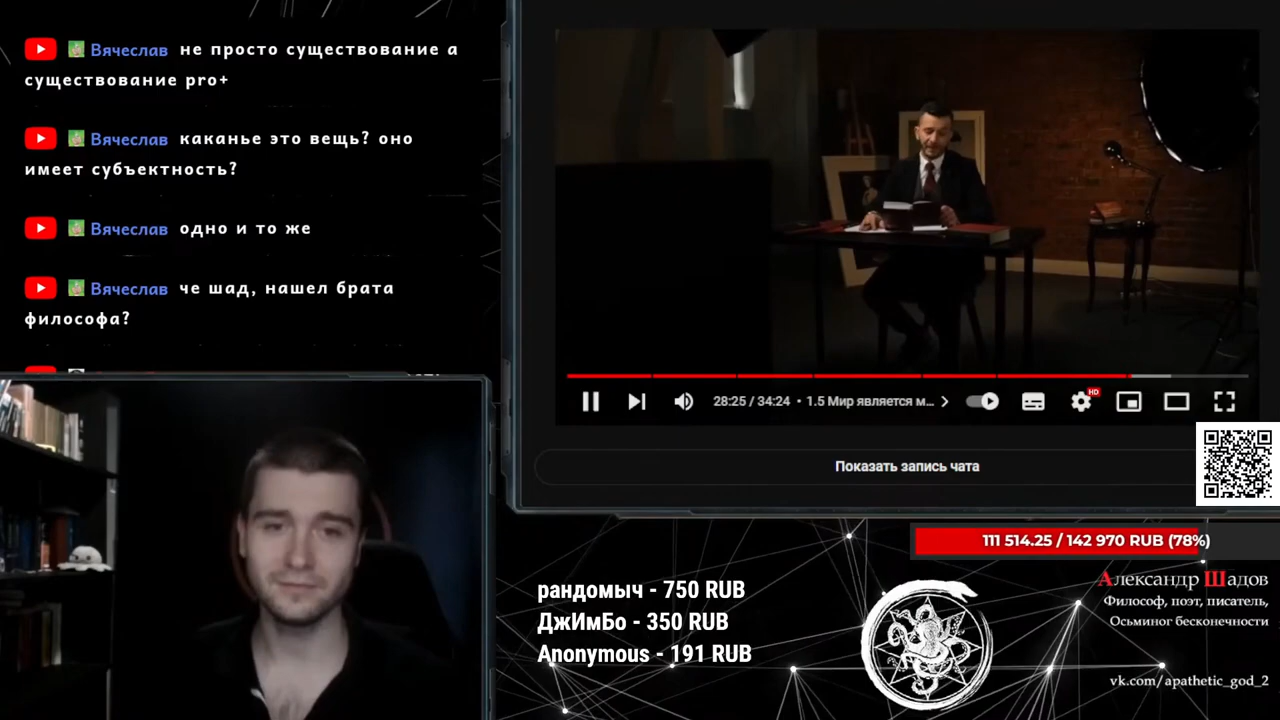 Вячеслав не просто существование а
существование pro+
Вячеслав каканье это вещь? оно
имеет субъектность?
Вячеслав одно и то же
Вячеслав че шад, нашел брата
философа?
28:25 / 34:24 • 1.5 Мир является м...
HD
Показать запись чата
111 514.25 / 142 970 RUB (78%)
Александр Шадов
Философ, поэт, писатель,
Осьминог бесконечности
vk.com/apathetic_god_2
рандомыч - 750 RUB
ДжИмБо - 350 RUB
Anonymous - 191 RUB